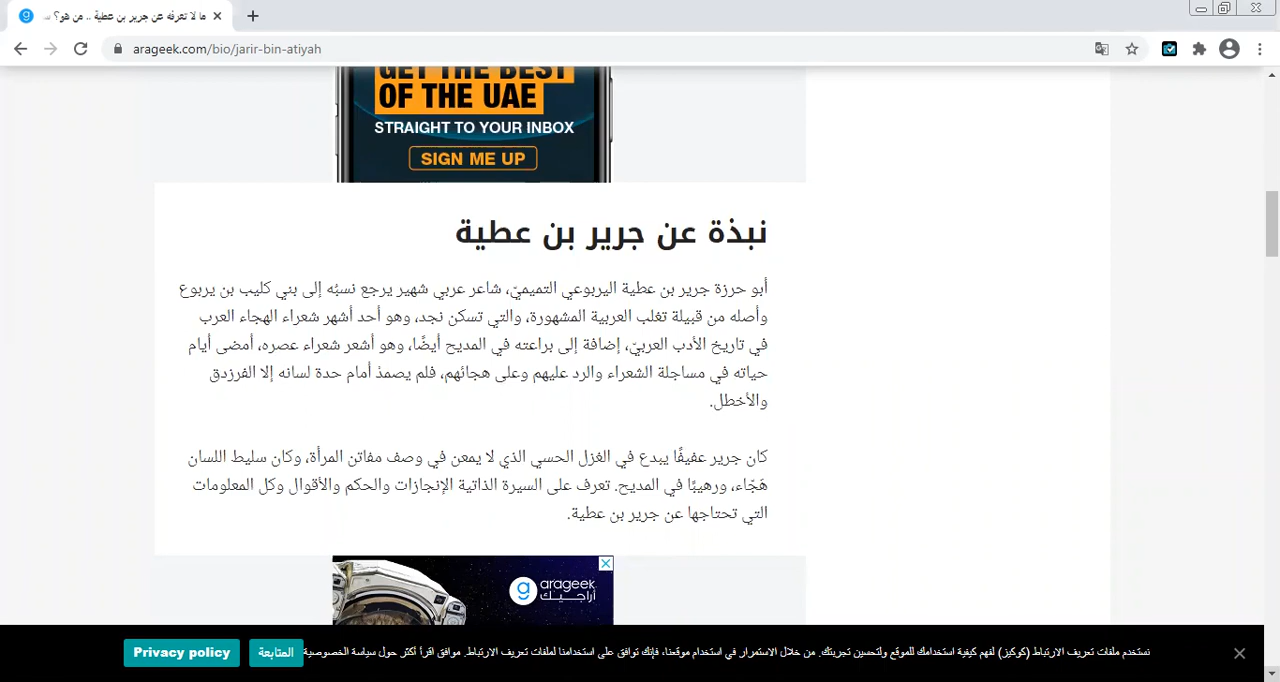 ما لا تعرفه عن جرير بن عطية .. من هو؟
arageek.com/bio/jarir-bin-atiyah
GET THE BEST
OF THE UAE
STRAIGHT TO YOUR INBOX
SIGN ME UP
نبذة عن جرير بن عطية
أبو حرزة جرير بن عطية اليربوعي التميميّ، شاعر عربي شهير يرجع نسبُه إلى بني كليب بن يربوع
وأصله من قبيلة تغلب العربية المشهورة، والتي تسكن نجد، وهو أحد أشهر شعراء الهجاء العرب
في تاريخ الأدب العربيّ، إضافة إلى براعته في المديح أيضًا، وهو أشعر شعراء عصره، أمضى أيام
حياته في مساجلة الشعراء والرد عليهم وعلى هجائهم، فلم يصمذ أمام حدة لسانه إلا الفرزدق
والأخطل.
كان جرير عفيفًا يبدع في الغزل الحسي الذي لا يمعن في وصف مفاتن المرأة، وكان سليط اللسان
هَجّاء، ورهيبًا في المديح. تعرف على السيرة الذاتية الإنجازات والحكم والأقوال وكل المعلومات
التي تحتاجها عن جرير بن عطية.
arageek
أراجيـك
نستخدم ملفات تعريف الارتباط (كوكيز) لفهم كيفية استخدامك للموقع ولتحسين تجربتك. من خلال الاستمرار في استخدام موقعنا، فإنك توافق على استخدامنا لملفات تعريف الارتباط. موافق اقرأ أكثر حول سياسة الخصوصية
المتابعة
Privacy policy